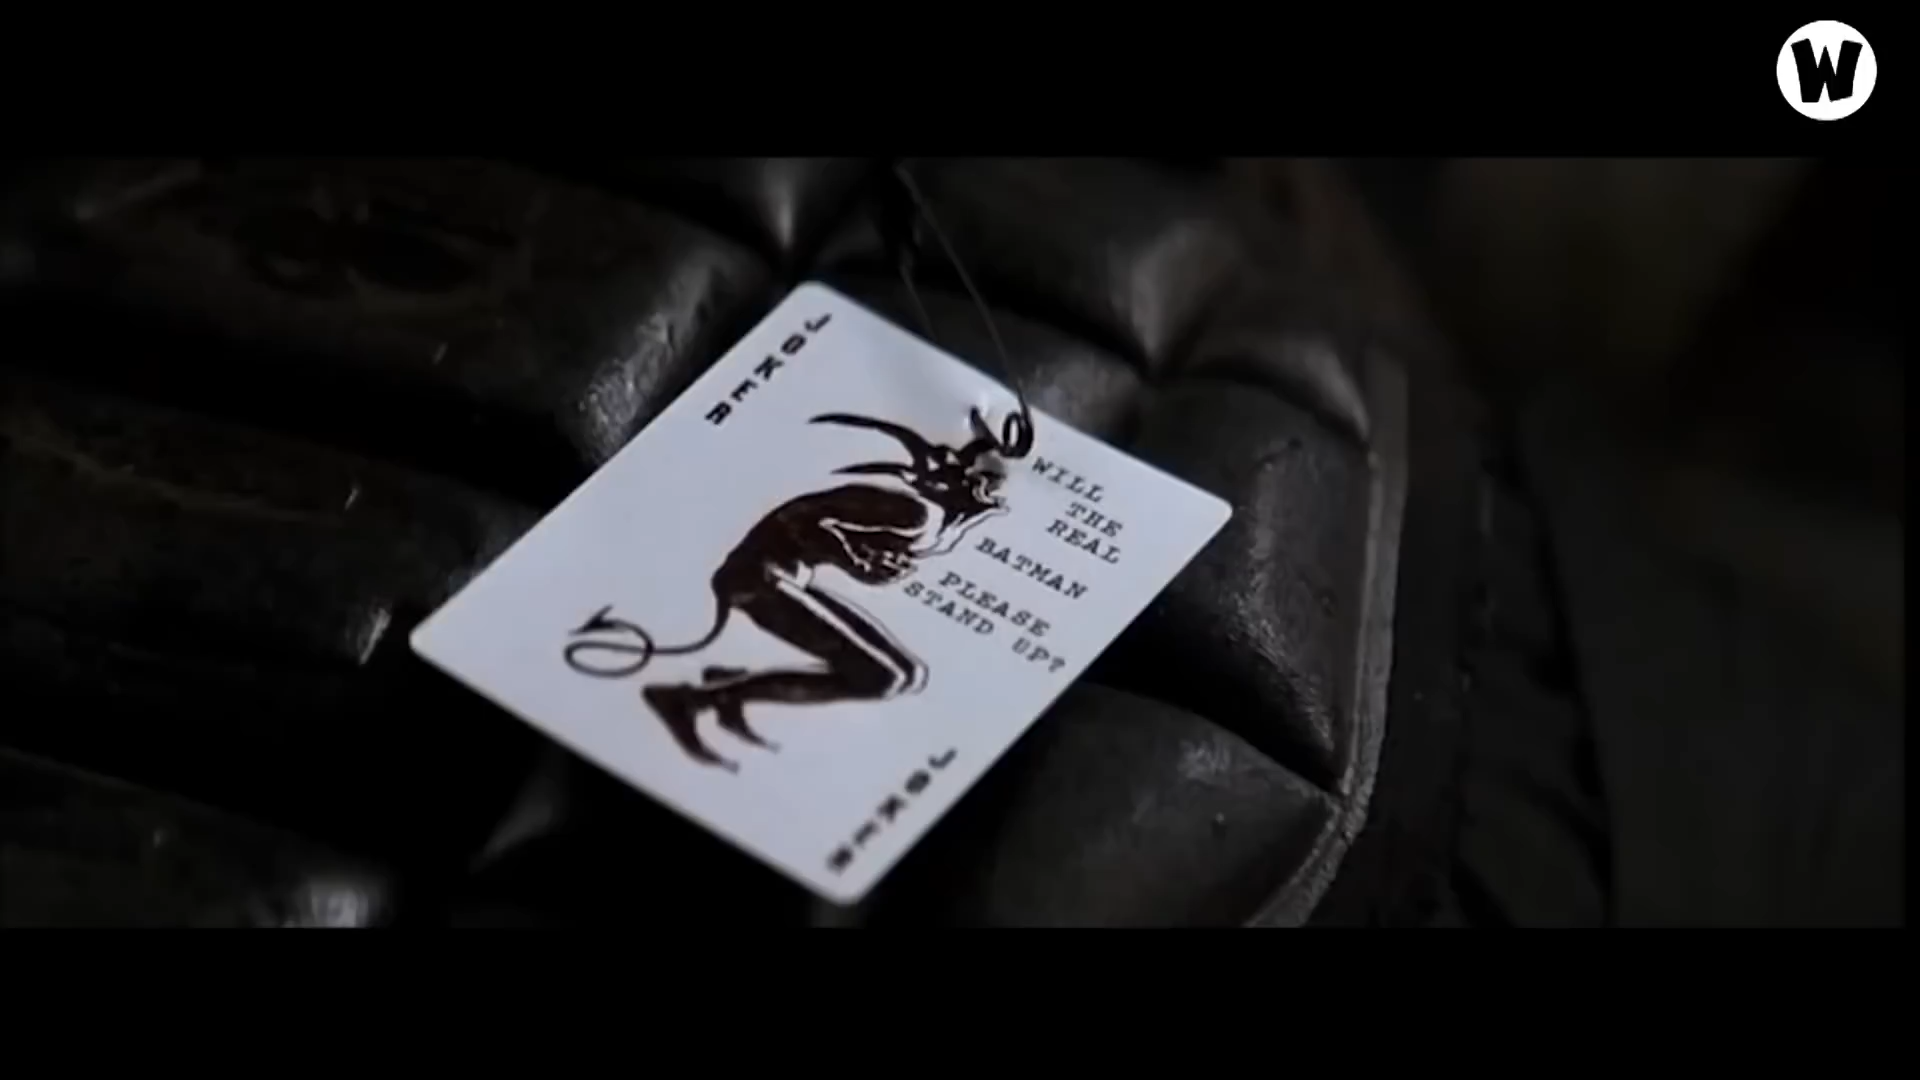 W
JOKER
WILL
THE
REAL
BATMAN
PLEASE
STAND UP?
JOKER